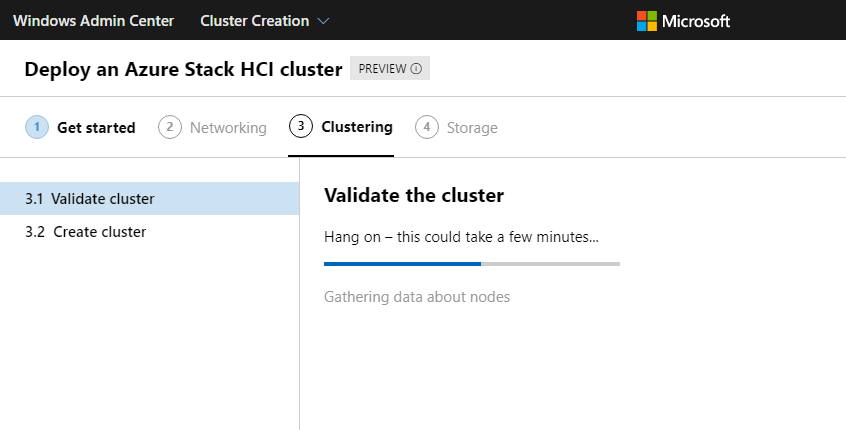 Windows Admin Center Cluster Creation Microsoft
Deploy an Azure Stack HCI cluster PREVIEW
1 Get started 2 Networking 3 Clustering 4 Storage
3.1 Validate cluster
3.2 Create cluster
Validate the cluster
Hang on – this could take a few minutes...
Gathering data about nodes